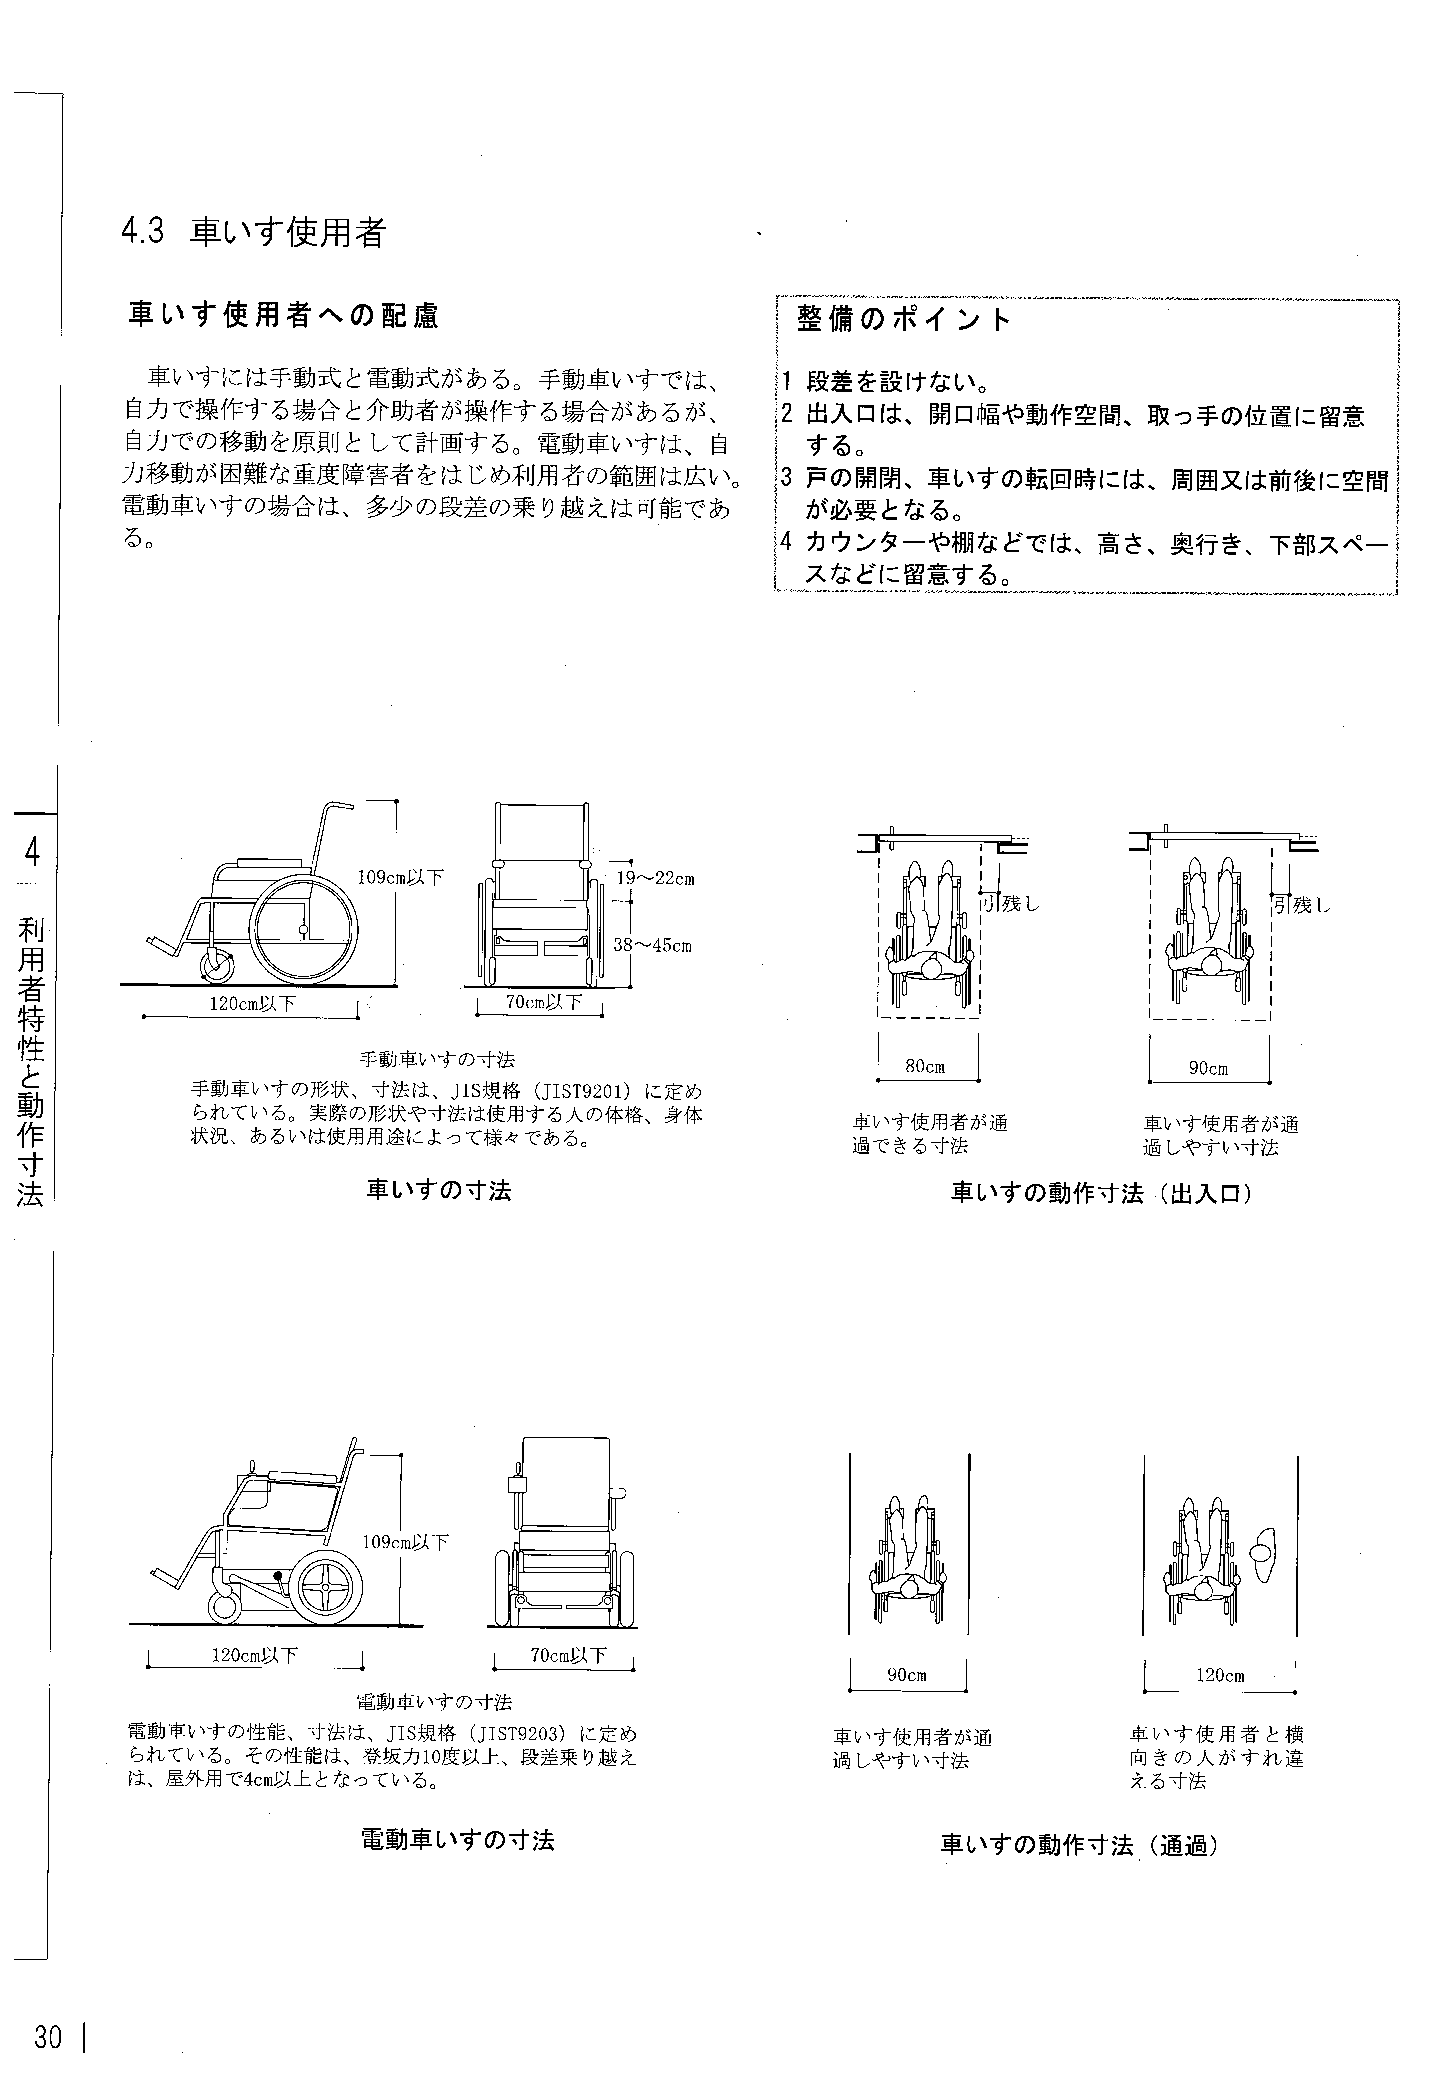 4.3 車いす使用者
車いす使用者への配慮
車いすには手動式と電動式がある。手動車いすでは、
自力で操作する場合と介助者が操作する場合があるが、
自力での移動を原則として計画する。電動車いすは、自
力移動が困難な重度障害者をはじめ利用者の範囲は広い。
電動車いすの場合は、多少の段差の乗り越えは可能であ
る。
整備のポイント
1 段差を設けない。
2 出入口は、開口幅や動作空間、取っ手の位置に留意
する。
3 戸の開閉、車いすの転回時には、周囲又は前後に空間
が必要となる。
4 カウンターや棚などでは、高さ、奥行き、下部スペー
スなどに留意する。
4
利用者特性と動作寸法
109cm以下
19～22cm
38～45cm
120cm以下
70cm以下
手動車いすの寸法
手動車いすの形状、寸法は、JIS規格（JIST9201）に定め
られている。実際の形状や寸法は使用する人の体格、身体
状況、あるいは使用用途によって様々である。
車いすの寸法
引残し
引残し
80cm
90cm
車いす使用者が通
過できる寸法
車いす使用者が通
過しやすい寸法
車いすの動作寸法（出入口）
109cm以下
120cm以下
70cm以下
電動車いすの寸法
電動車いすの性能、寸法は、JIS規格（JIST9203）に定め
られている。その性能は、登坂力10度以上、段差乗り越え
は、屋外用で4cm以上となっている。
電動車いすの寸法
90cm
120cm
車いす使用者が通
過しやすい寸法
車いす使用者と横
向きの人がすれ違
える寸法
車いすの動作寸法（通過）
30